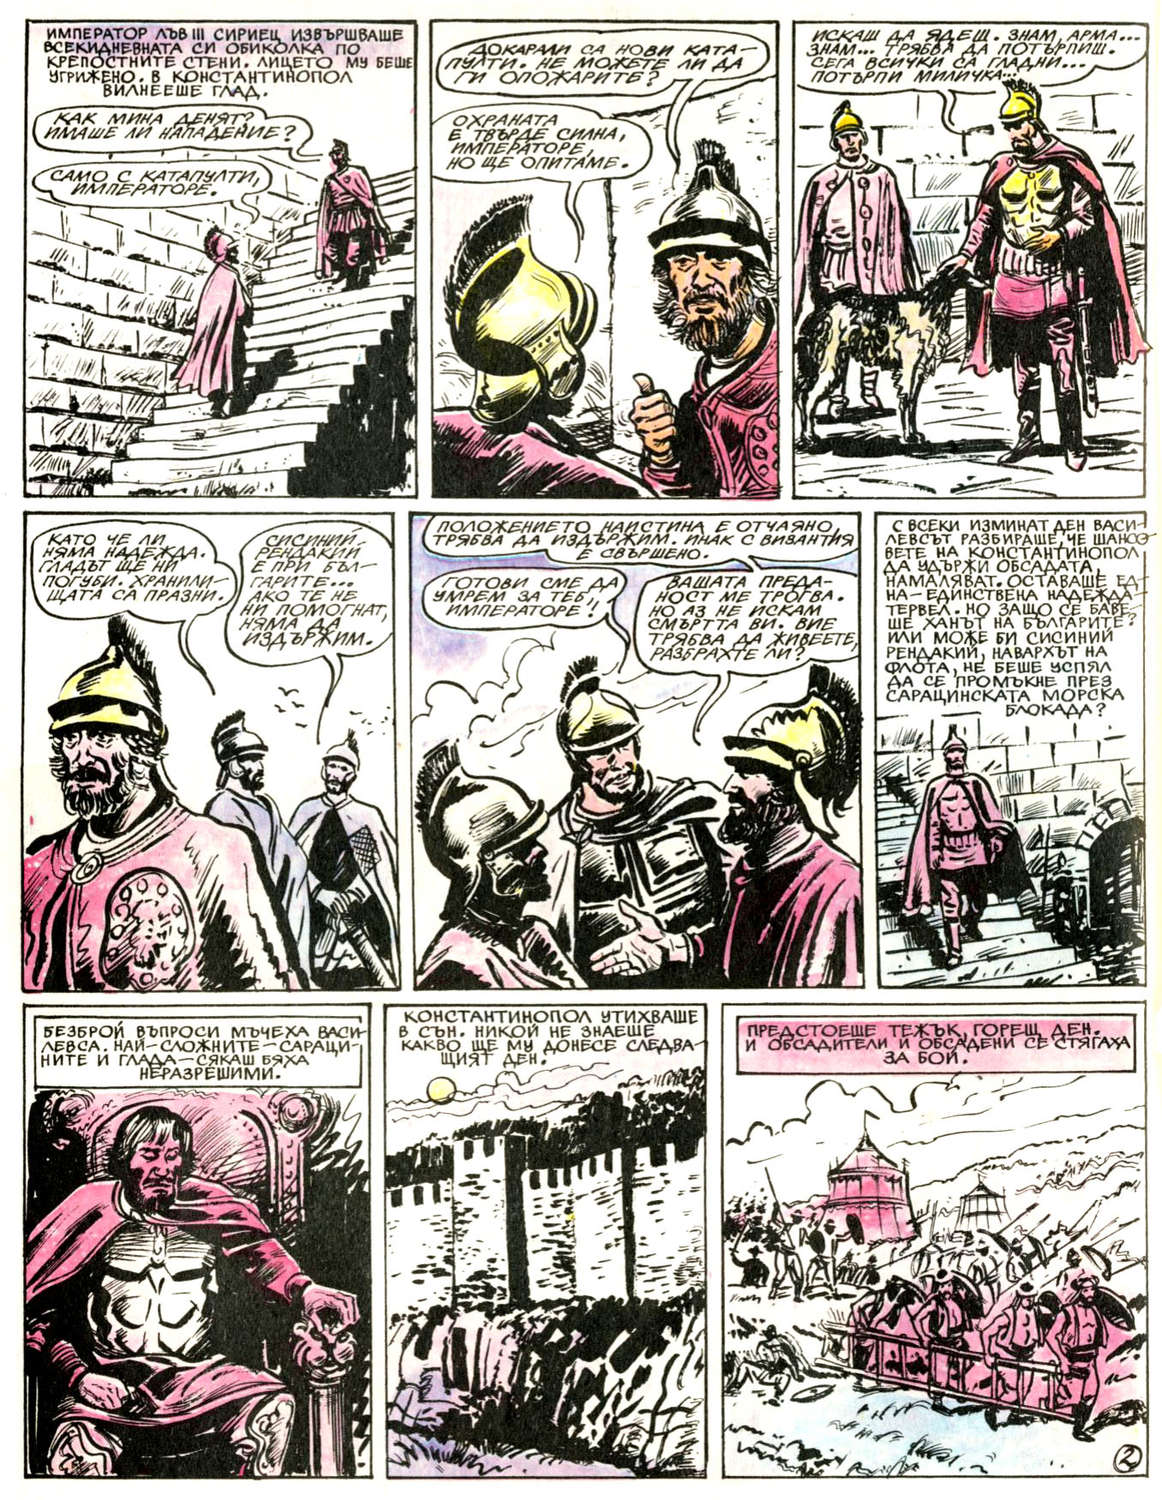 ИМПЕРАТОР ЛЪВ III СИРИЕЦ ИЗВЪРШВАШЕ
ВСЕКИДНЕВНАТА СИ ОБИКОЛКА ПО
КРЕПОСТНИТЕ СТЕНИ. ЛИЦЕТО МУ БЕШЕ
УГРИЖЕНО. В КОНСТАНТИНОПОЛ
ВИЛНЕЕШЕ ГЛАД.
КАК МИНА ДЕНЯТ?
ИМАШЕ ЛИ НАПАДЕНИЕ?
САМО С КАТАПУЛТИ,
ИМПЕРАТОРЕ.
ДОКАРАЛИ СА НОВИ КАТА-
ПУЛТИ. НЕ МОЖЕТЕ ЛИ ДА
ГИ ОПОЖАРИТЕ?
ОХРАНАТА
Е ТВЪРДЕ СИЛНА,
ИМПЕРАТОРЕ,
НО ЩЕ ОПИТАМЕ.
ИСКАШ ДА ЯДЕШ. ЗНАМ, АРМА...
ЗНАМ... ТРЯБВА ДА ПОТЪРПИШ.
СЕГА ВСИЧКИ СА ГЛАДНИ...
ПОТЪРПИ МИЛИЧКА...
КАТО ЧЕ ЛИ
НЯМА НАДЕЖДА.
ГЛАДЪТ ЩЕ НИ
ПОГУБИ. ХРАНИЛИ-
ЩАТА СА ПРАЗНИ.
СИСИНИЙ-
РЕНДАКИЙ
Е ПРИ БЪЛ-
ГАРИТЕ...
АКО ТЕ НЕ
НИ ПОМОГНАТ,
НЯМА ДА
ИЗДЪРЖИМ.
ПОЛОЖЕНИЕТО НАИСТИНА Е ОТЧАЯНО,
ТРЯБВА ДА ИЗДЪРЖИМ. ИНАК С ВИЗАНТИЯ
Е СВЪРШЕНО.
ГОТОВИ СМЕ ДА
УМРЕМ ЗА ТЕБ,
ИМПЕРАТОРЕ!
ВАШАТА ПРЕДА-
НОСТ МЕ ТРОГВА.
НО АЗ НЕ ИСКАМ
СМЪРТТА ВИ. ВИЕ
ТРЯБВА ДА ЖИВЕЕТЕ,
РАЗБРАХТЕ ЛИ?
С ВСЕКИ ИЗМИНАТ ДЕН ВАСИ-
ЛЕВСЪТ РАЗБИРАШЕ, ЧЕ ШАНСО-
ВЕТЕ НА КОНСТАНТИНОПОЛ
ДА УДЪРЖИ ОБСАДАТА,
НАМАЛЯВАТ. ОСТАВАШЕ ЕД-
НА-ЕДИНСТВЕНА НАДЕЖДА-
ТЕРВЕЛ. НО ЗАЩО СЕ БАВЕ-
ШЕ ХАНЪТ НА БЪЛГАРИТЕ?
ИЛИ МОЖЕ БИ СИСИНИЙ
РЕНДАКИЙ, НАВАРХЪТ НА
ФЛОТА, НЕ БЕШЕ УСПЯЛ
ДА СЕ ПРОМЪКНЕ ПРЕЗ
САРАЦИНСКАТА МОРСКА
БЛОКАДА?
БЕЗБРОЙ ВЪПРОСИ МЪЧЕХА ВАСИ-
ЛЕВСА. НАЙ-СЛОЖНИТЕ-САРАЦИ-
НИТЕ И ГЛАДА-СЯКАШ БЯХА
НЕРАЗРЕШИМИ.
КОНСТАНТИНОПОЛ УТИХВАШЕ
В СЪН. НИКОЙ НЕ ЗНАЕШЕ
КАКВО ЩЕ МУ ДОНЕСЕ СЛЕДВА-
ЩИЯТ ДЕН.
ПРЕДСТОЕШЕ ТЕЖЪК, ГОРЕЩ ДЕН.
И ОБСАДИТЕЛИ И ОБСАДЕНИ СЕ СТЯГАХА
ЗА БОЙ.
2